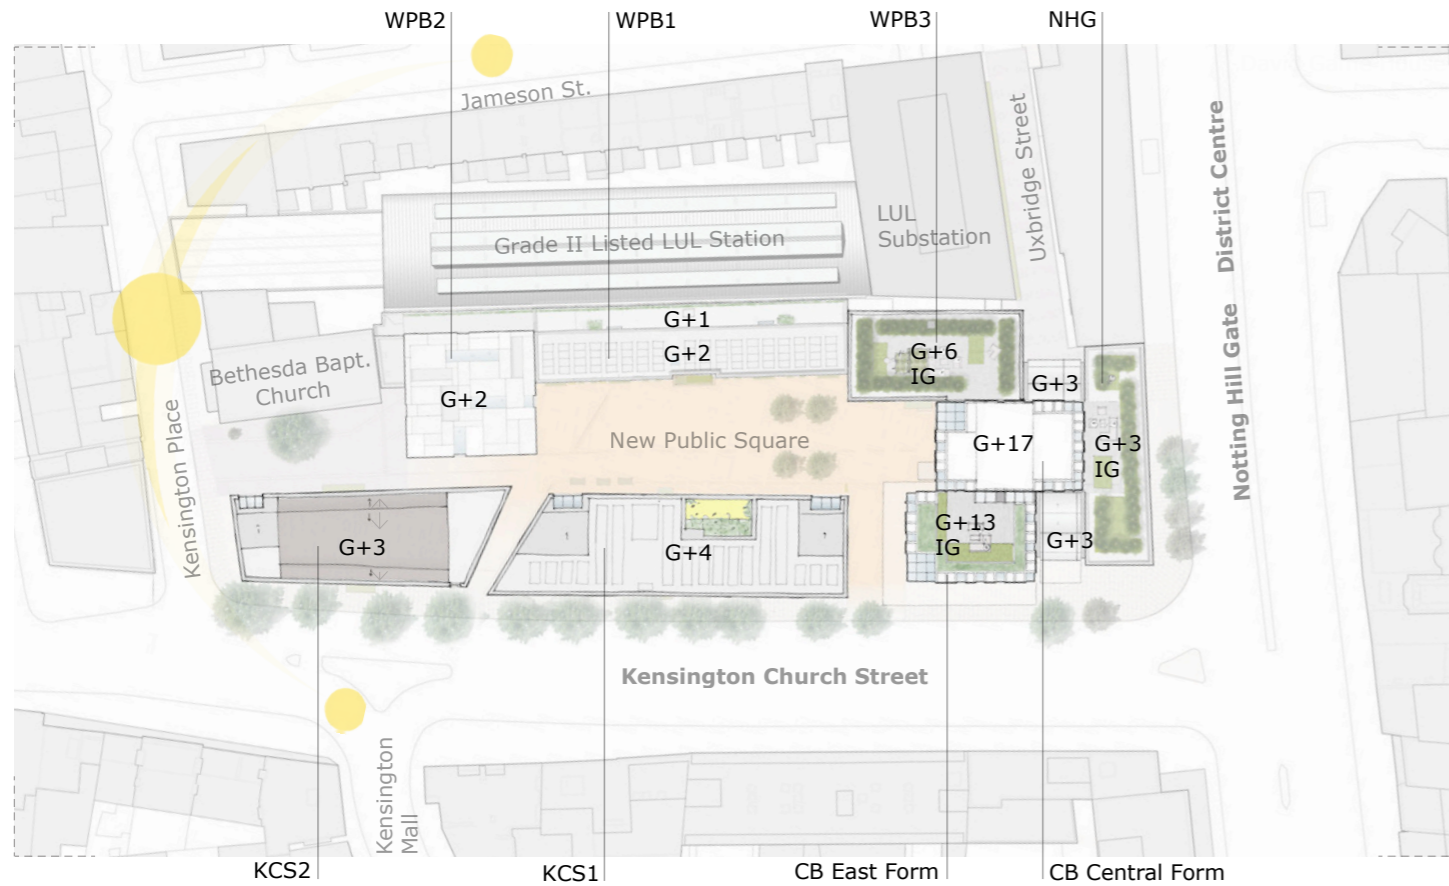 WPB2
WPB1
WPB3
NHG
Jameson St.
Uxbridge Street
Notting Hill Gate District Centre
LUL
Substation
Grade II Listed LUL Station
G+1
G+2
G+6
IG
Bethesda Bapt.
Church
G+2
G+3
New Public Square
G+17
G+3
IG
Kensington Place
G+3
G+4
G+13
IG
G+3
Kensington Church Street
Kensington
Mall
KCS2
KCS1
CB East Form
CB Central Form